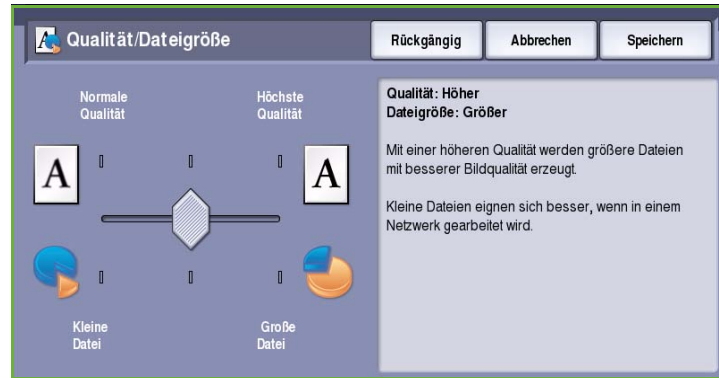 Qualität/Dateigröße
Rückgängig
Abbrechen
Speichern
Normale
Qualität
Höchste
Qualität
A
A
Kleine
Datei
Große
Datei
Qualität: Höher
Dateigröße: Größer
Mit einer höheren Qualität werden größere Dateien
mit besserer Bildqualität erzeugt.
Kleine Dateien eignen sich besser, wenn in einem
Netzwerk gearbeitet wird.